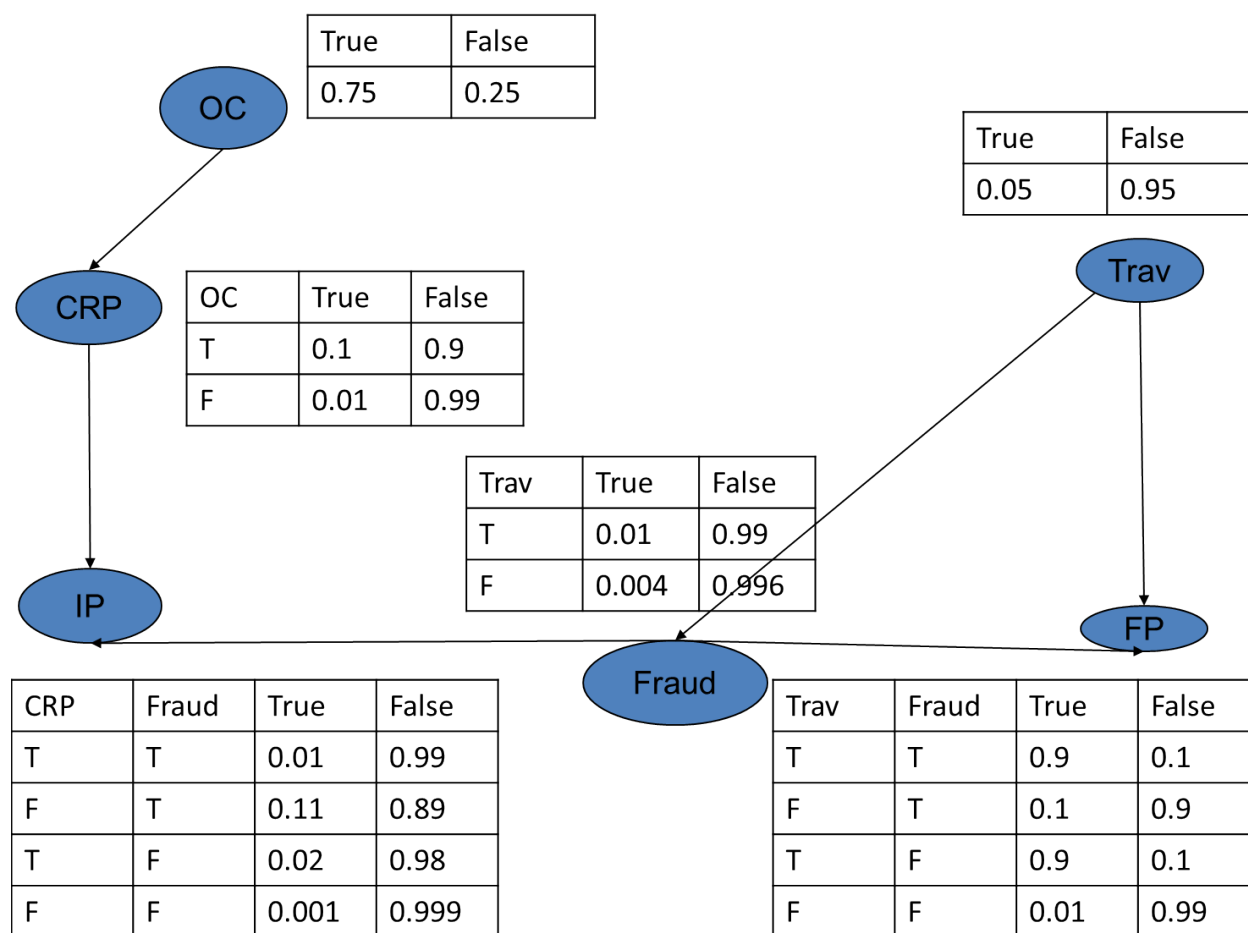 True False
0.75 0.25
OC
True False
0.05 0.95
Trav
CRP
OC True False
T 0.1 0.9
F 0.01 0.99
Trav True False
T 0.01 0.99
F 0.004 0.996
IP
FP
Fraud
CRP Fraud True False
T T 0.01 0.99
F T 0.11 0.89
T F 0.02 0.98
F F 0.001 0.999
Trav Fraud True False
T T 0.9 0.1
F T 0.1 0.9
T F 0.9 0.1
F F 0.01 0.99